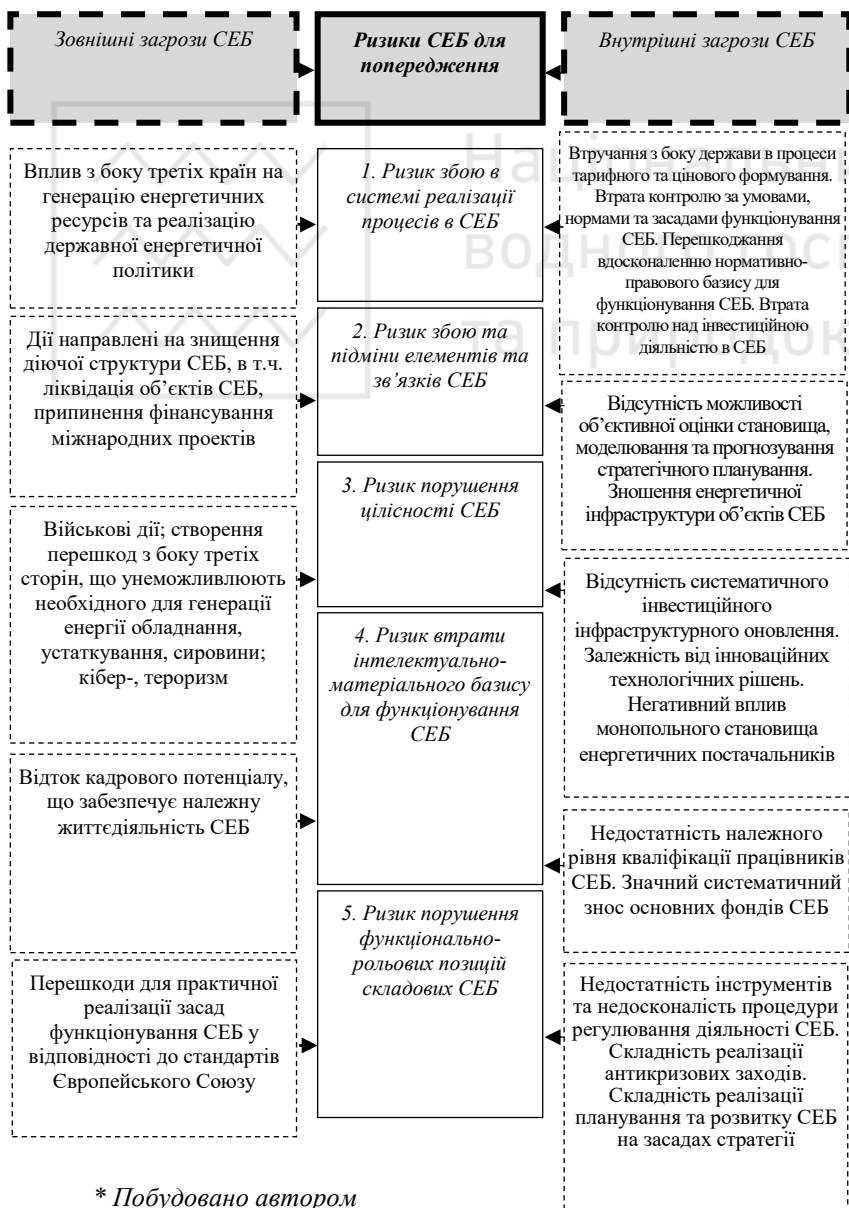 Зовнішні загрози СЕБ
Ризики СЕБ для
попередження
Внутрішні загрози СЕБ
Вплив з боку третіх країн на
генерацію енергетичних
ресурсів та реалізацію
державної енергетичної
політики
1. Ризик збою в
системі реалізації
процесів в СЕБ
Втручання з боку держави в процеси
тарифного та цінового формування.
Втрата контролю за умовами,
нормами та засадами функціонування
СЕБ. Перешкоджання
вдосконаленню нормативно-
правового базису для
функціонування СЕБ. Втрата
контролю над інвестиційною
діяльністю в СЕБ
Дії направлені на знищення
діючої структури СЕБ, в т.ч.
ліквідація об’єктів СЕБ,
припинення фінансування
міжнародних проектів
2. Ризик збою та
підміни елементів та
зв’язків СЕБ
Відсутність можливості
об’єктивної оцінки становища,
моделювання та прогнозування
стратегічного планування.
Зношення енергетичної
інфраструктури об’єктів СЕБ
3. Ризик порушення
цілісності СЕБ
Військові дії; створення
перешкод з боку третіх
сторін, що унеможливлюють
необхідного для генерації
енергії обладнання,
устаткування, сировини;
кібер-, тероризм
Відсутність систематичного
інвестиційного
інфраструктурного оновлення.
Залежність від інноваційних
технологічних рішень.
Негативний вплив
монопольного становища
енергетичних постачальників
4. Ризик втрати
інтелектуально-
матеріального базису
для функціонування
СЕБ
Відток кадрового потенціалу,
що забезпечує належну
життєдіяльність СЕБ
Недостатність належного
рівня кваліфікації працівників
СЕБ. Значний систематичний
знос основних фондів СЕБ
5. Ризик порушення
функціонально-
рольових позицій
складових СЕБ
Перешкоди для практичної
реалізації засад
функціонування СЕБ у
відповідності до стандартів
Європейського Союзу
Недостатність інструментів
та недосконалість процедури
регулювання діяльності СЕБ.
Складність реалізації
антикризових заходів.
Складність реалізації
планування та розвитку СЕБ
на засадах стратегії
* Побудовано автором